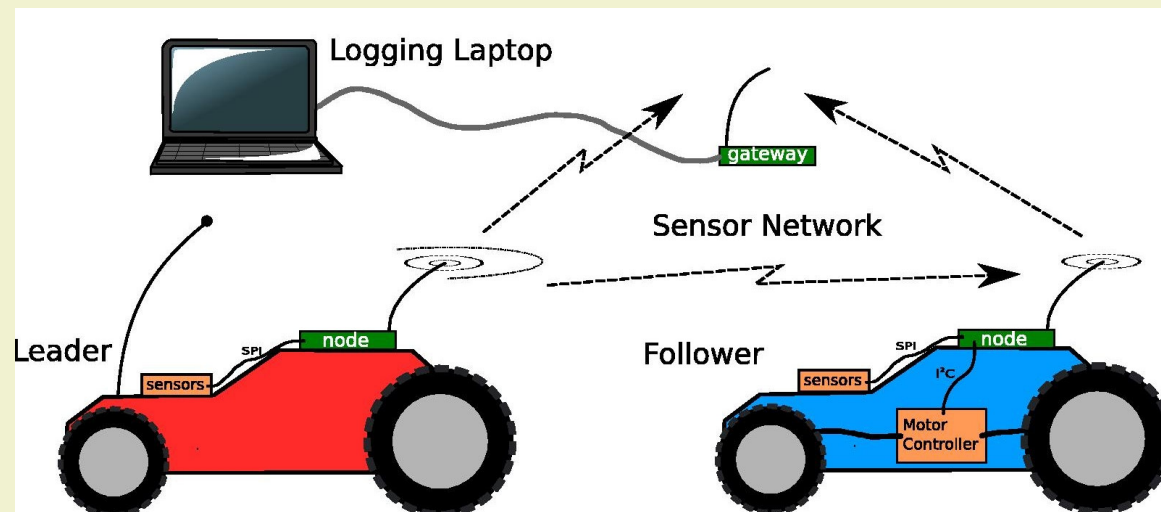 Logging Laptop
gateway
Sensor Network
Leader
SPI
node
sensors
Follower
SPI
node
sensors
I²C
Motor
Controller